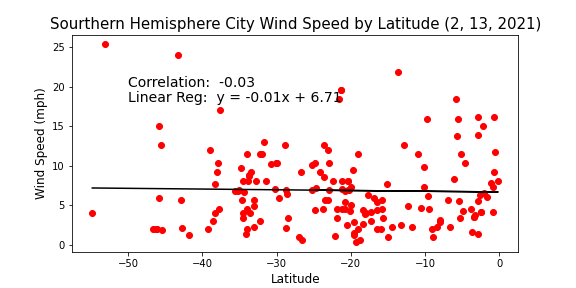 Sourthern Hemisphere City Wind Speed by Latitude (2, 13, 2021)
25
20
15
10
5
0
Wind Speed (mph)
Correlation:  -0.03
Linear Reg:  y = -0.01x + 6.71
−50
−40
−30
−20
−10
0
Latitude